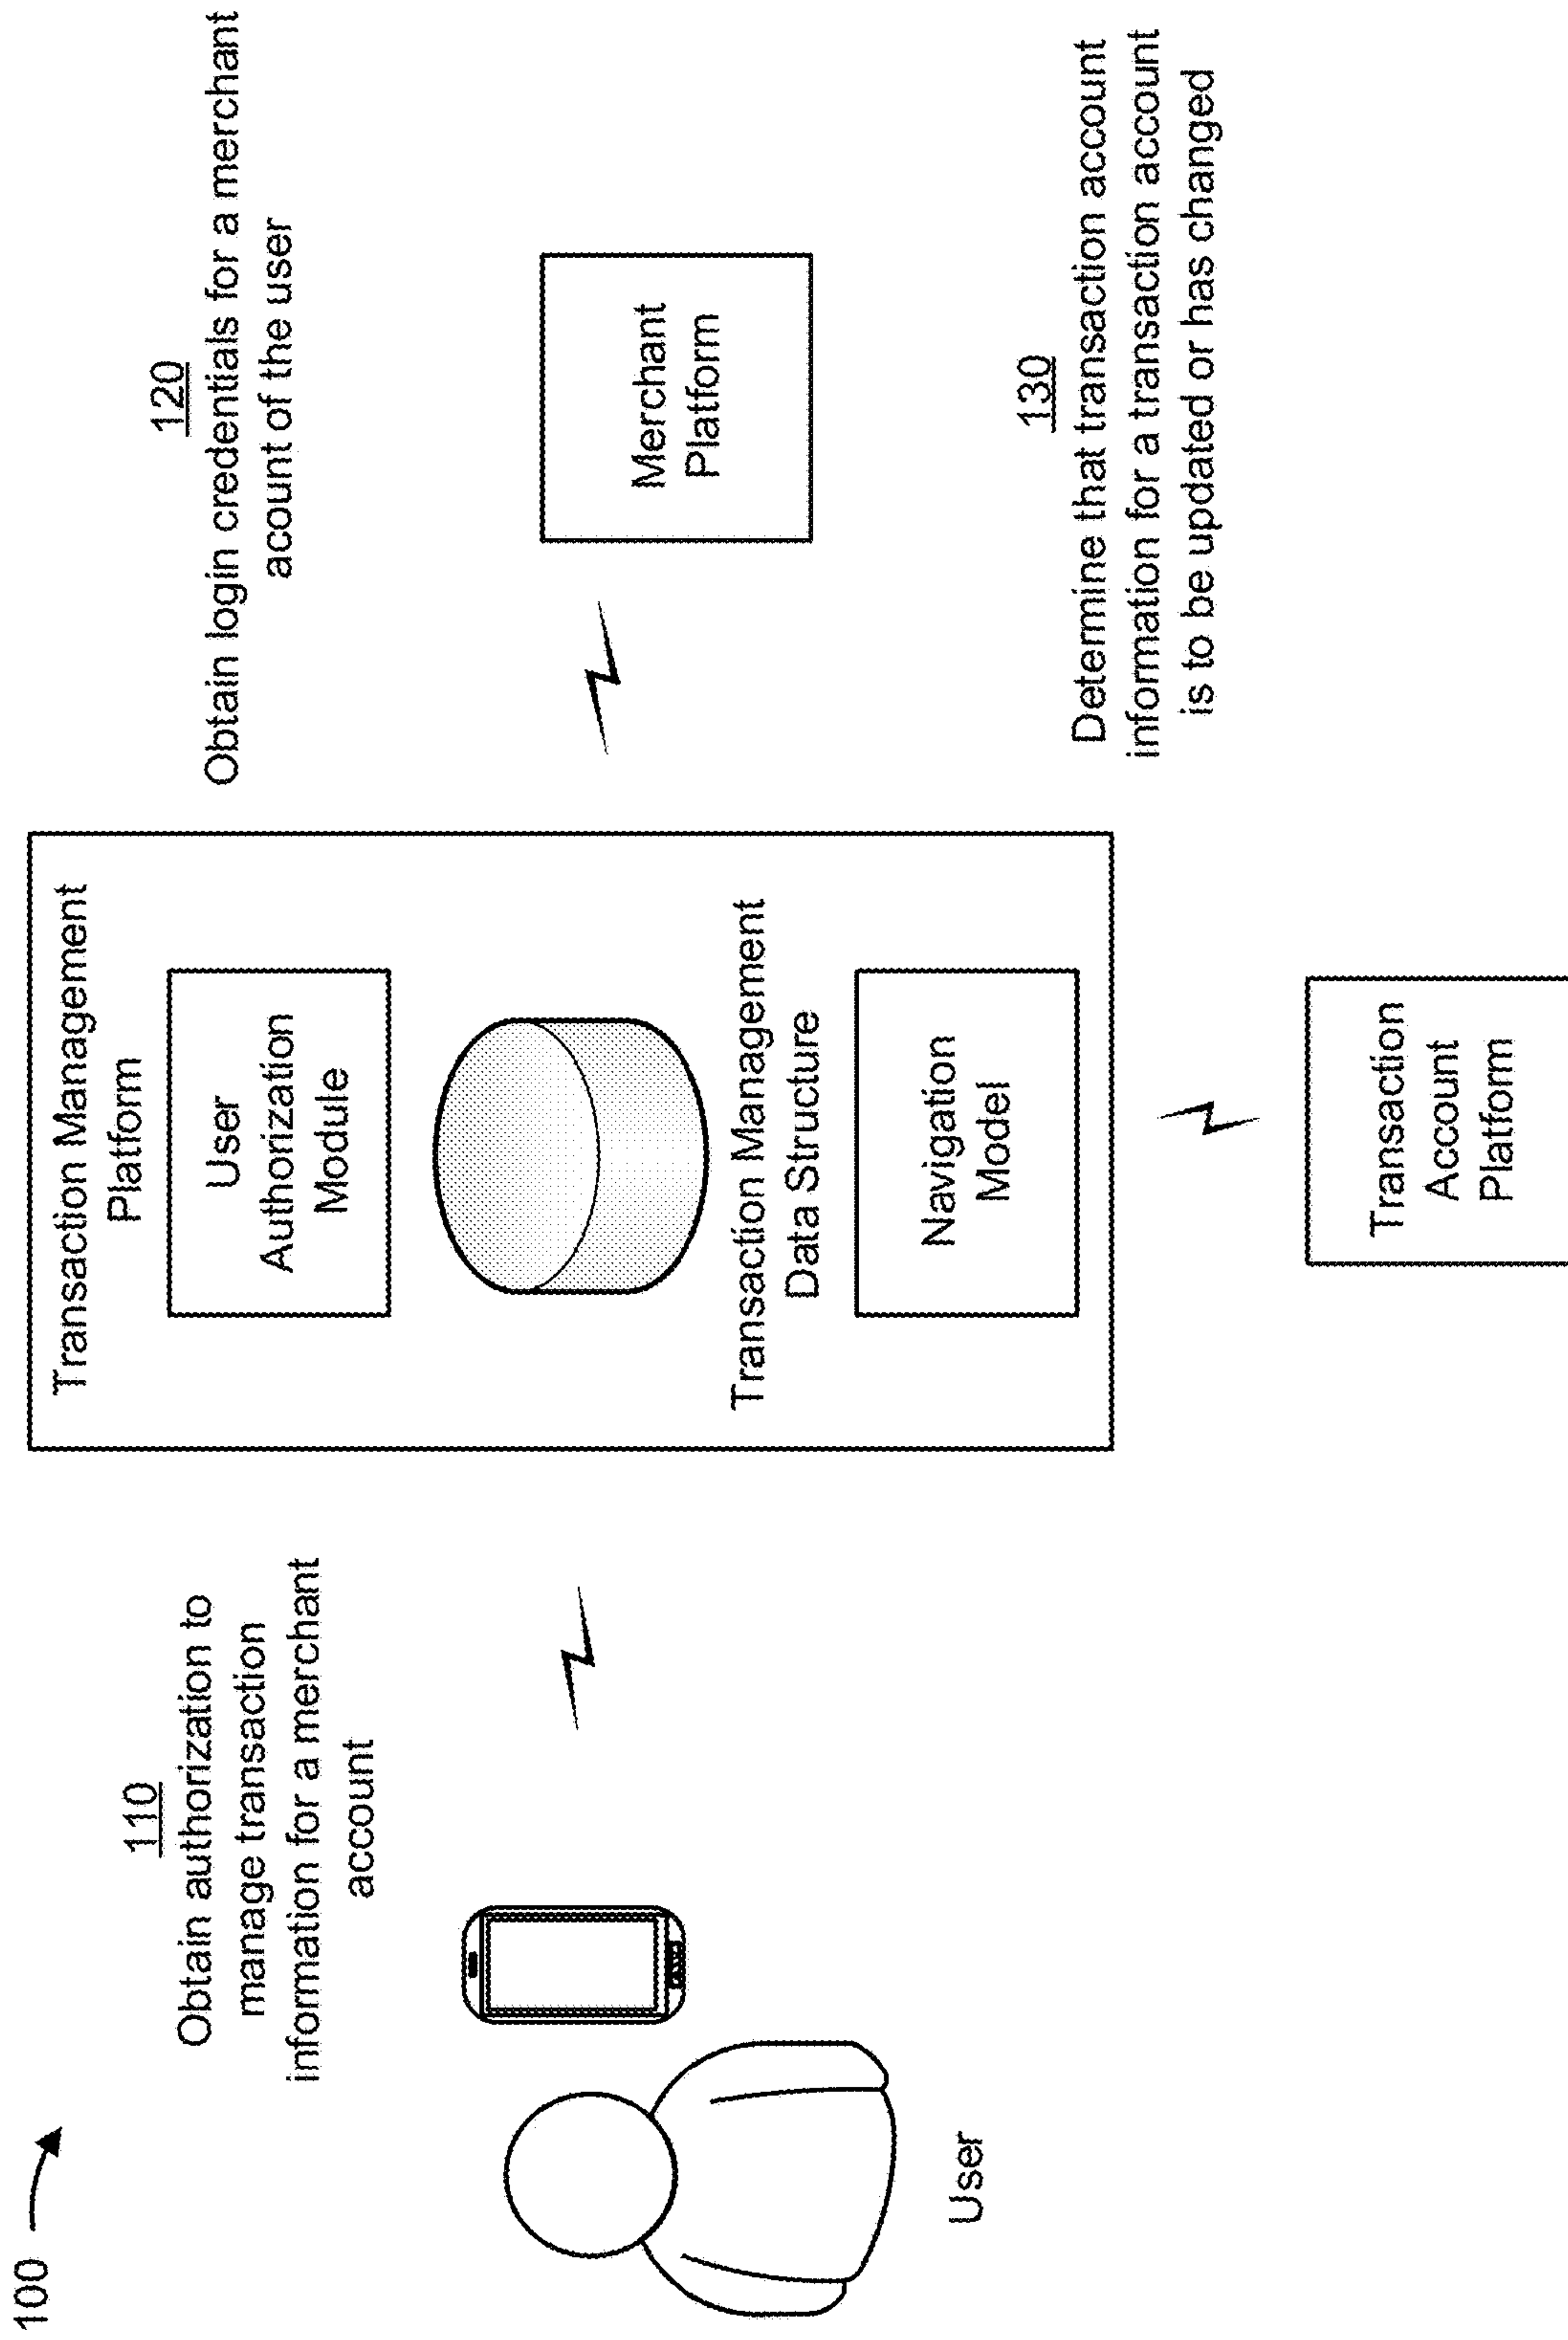 100
110
Obtain authorization to
manage transaction
information for a merchant
account
User
Transaction Management
Platform
User
Authorization
Module
Transaction Management
Data Structure
Navigation
Model
120
Obtain login credentials for a merchant
account of the user
Merchant
Platform
130
Determine that transaction account
information for a transaction account
is to be updated or has changed
Transaction
Account
Platform